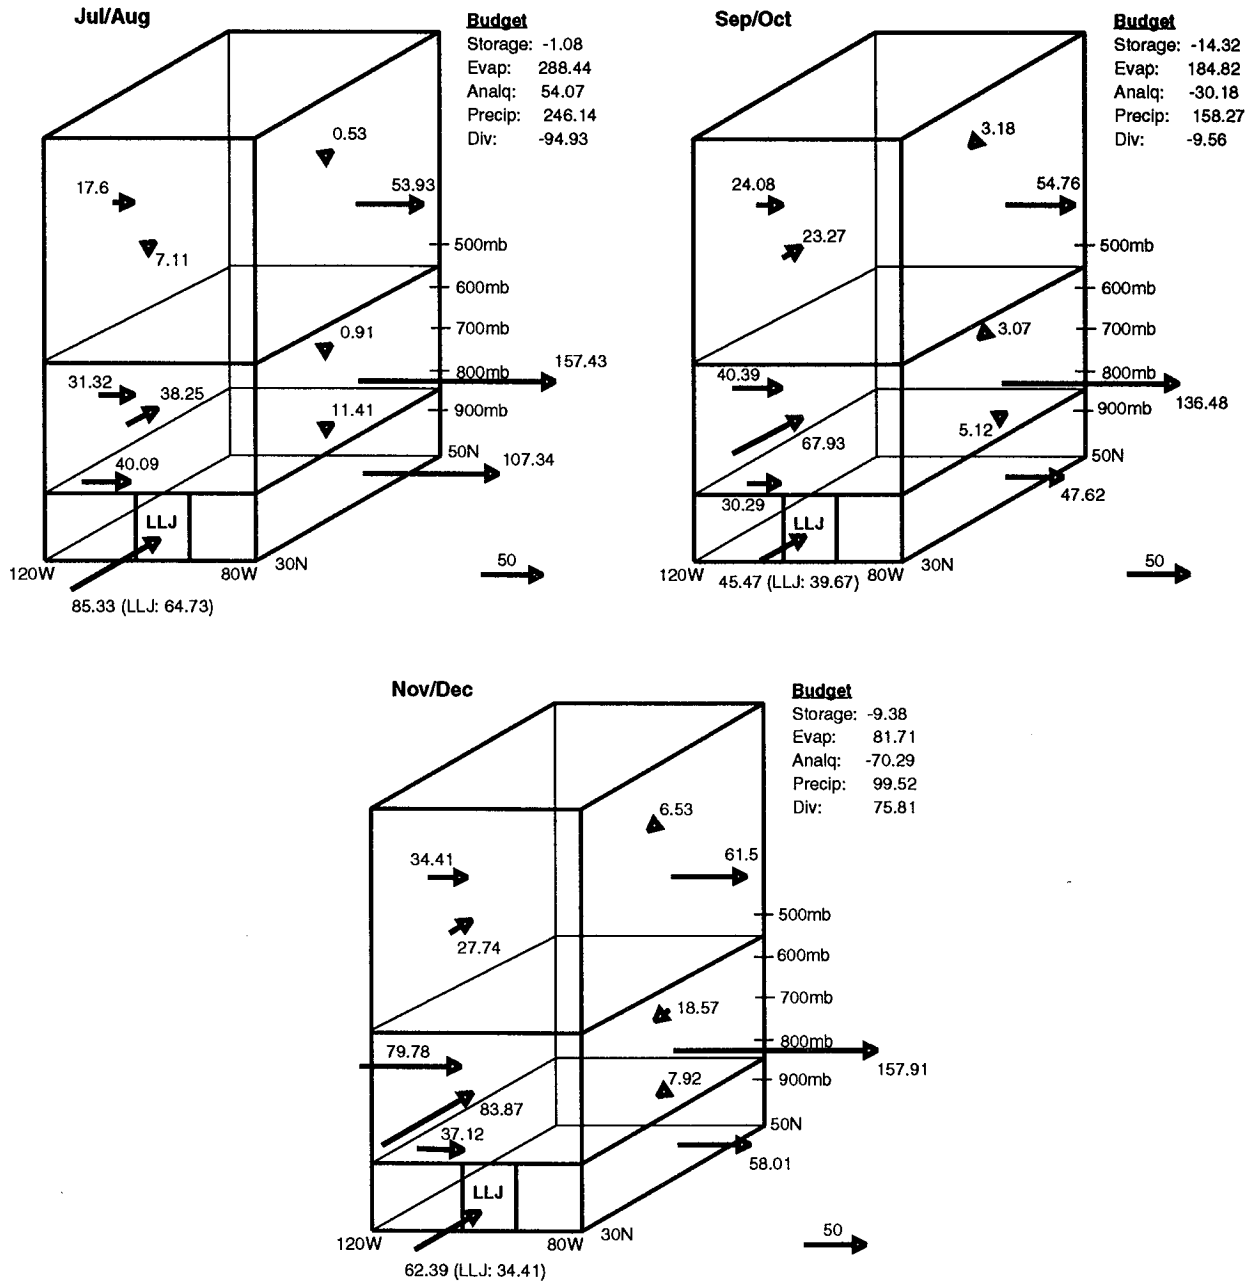 Jul/Aug
Budget
Storage: -1.08
Evap: 288.44
Analq: 54.07
Precip: 246.14
Div: -94.93
0.53
17.6
53.93
7.11
500mb
600mb
0.91
700mb
157.43
31.32
38.25
800mb
11.41
900mb
40.09
50N
107.34
LLJ
120W
80W
30N
50
85.33 (LLJ: 64.73)
Sep/Oct
Budget
Storage: -14.32
Evap: 184.82
Analq: -30.18
Precip: 158.27
Div: -9.56
3.18
24.08
54.76
23.27
500mb
600mb
3.07
700mb
40.39
800mb
136.48
67.93
5.12
900mb
50N
30.29
47.62
LLJ
120W
80W
30N
50
45.47 (LLJ: 39.67)
Nov/Dec
Budget
Storage: -9.38
Evap: 81.71
Analq: -70.29
Precip: 99.52
Div: 75.81
6.53
34.41
61.5
27.74
500mb
600mb
18.57
700mb
79.78
800mb
157.91
83.87
7.92
900mb
37.12
50N
58.01
LLJ
120W
80W
30N
50
62.39 (LLJ: 34.41)